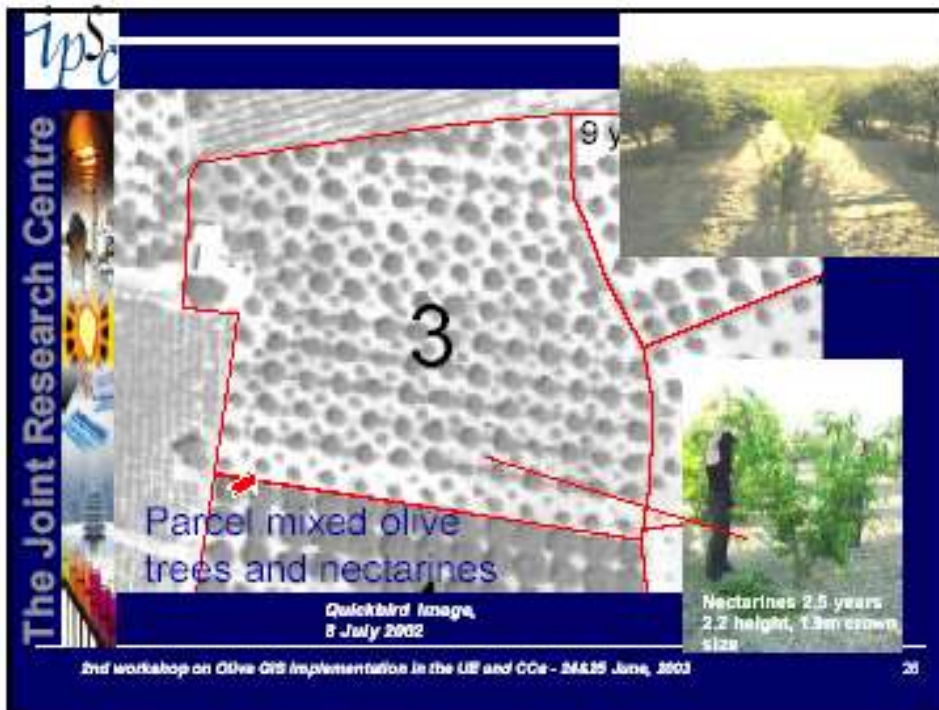 ipsc
The Joint Research Centre
9 y
3
Parcel mixed olive
trees and nectarines
Quickbird Image,
8 July 2002
Nectarines 2.5 years
2.2 height, 1.9m crown
size
2nd workshop on Olive GIS implementation in the UE and CCs - 24&25 June, 2003
26